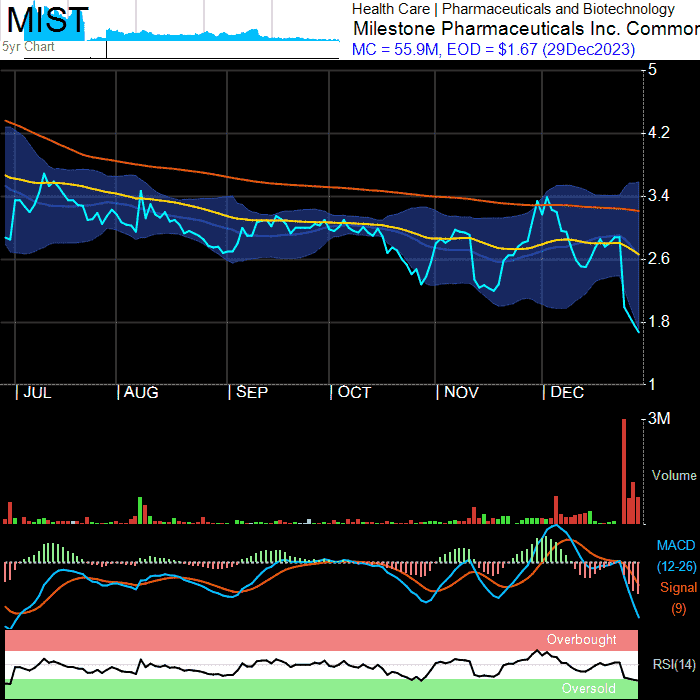 MIST
5yr Chart
Health Care | Pharmaceuticals and Biotechnology
Milestone Pharmaceuticals Inc. Common
MC = 55.9M, EOD = $1.67 (29Dec2023)
5
4.2
3.4
2.6
1.8
1
JUL
AUG
SEP
OCT
NOV
DEC
3M
Volume
MACD
(12-26)
Signal
(9)
Overbought
RSI(14)
Oversold